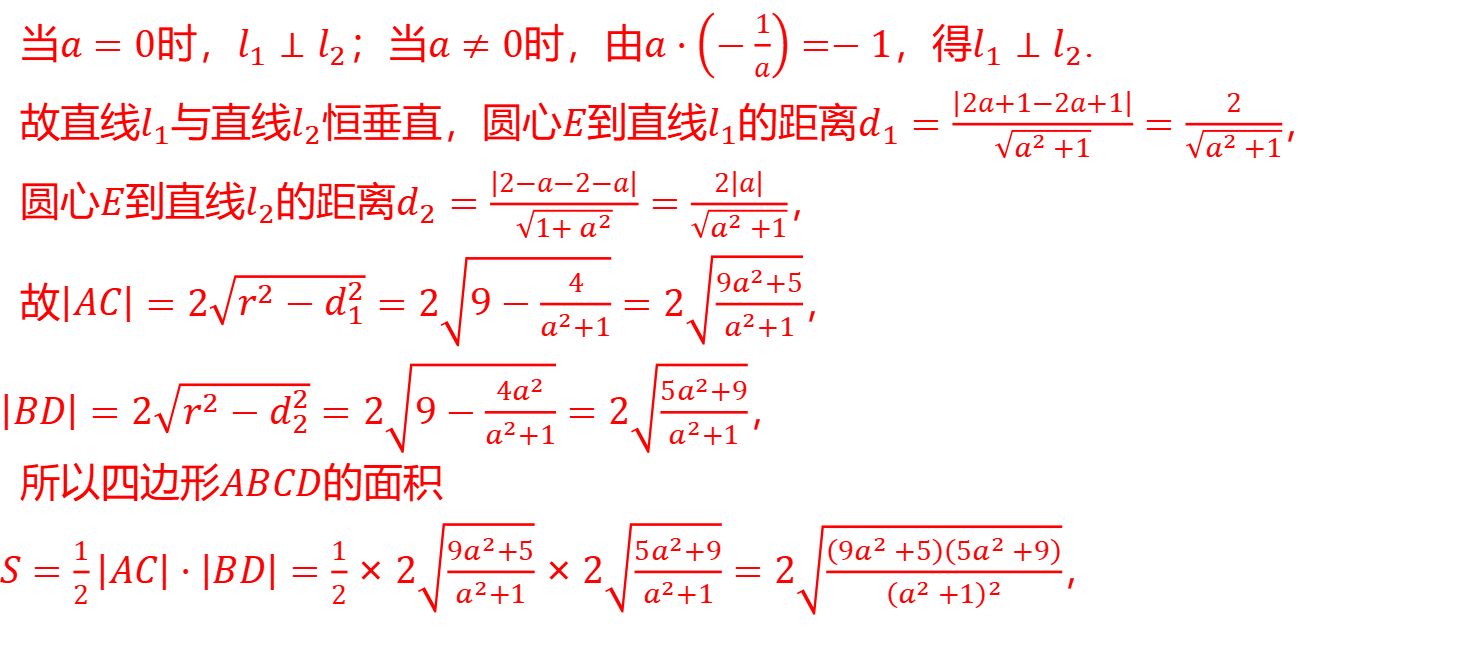 当a = 0时，l₁ ⊥ l₂；当a ≠ 0时，由a · (− 1/a) =− 1，得l₁ ⊥ l₂.
故直线l₁与直线l₂恒垂直，圆心E到直线l₁的距离d₁ = |2a+1−2a+1|/√(a² +1) = 2/√(a² +1),
圆心E到直线l₂的距离d₂ = |2−a−2−a|/√(1+ a²) = 2|a|/√(a² +1),
故|AC| = 2√(r² − d₁²) = 2√(9 − 4/(a²+1)) = 2√((9a²+5)/(a²+1)),
|BD| = 2√(r² − d₂²) = 2√(9 − 4a²/(a²+1)) = 2√((5a²+9)/(a²+1)),
所以四边形ABCD的面积
S = 1/2|AC| · |BD| = 1/2 × 2√((9a²+5)/(a²+1)) × 2√((5a²+9)/(a²+1)) = 2√((9a² +5)(5a² +9)/(a² +1)²),